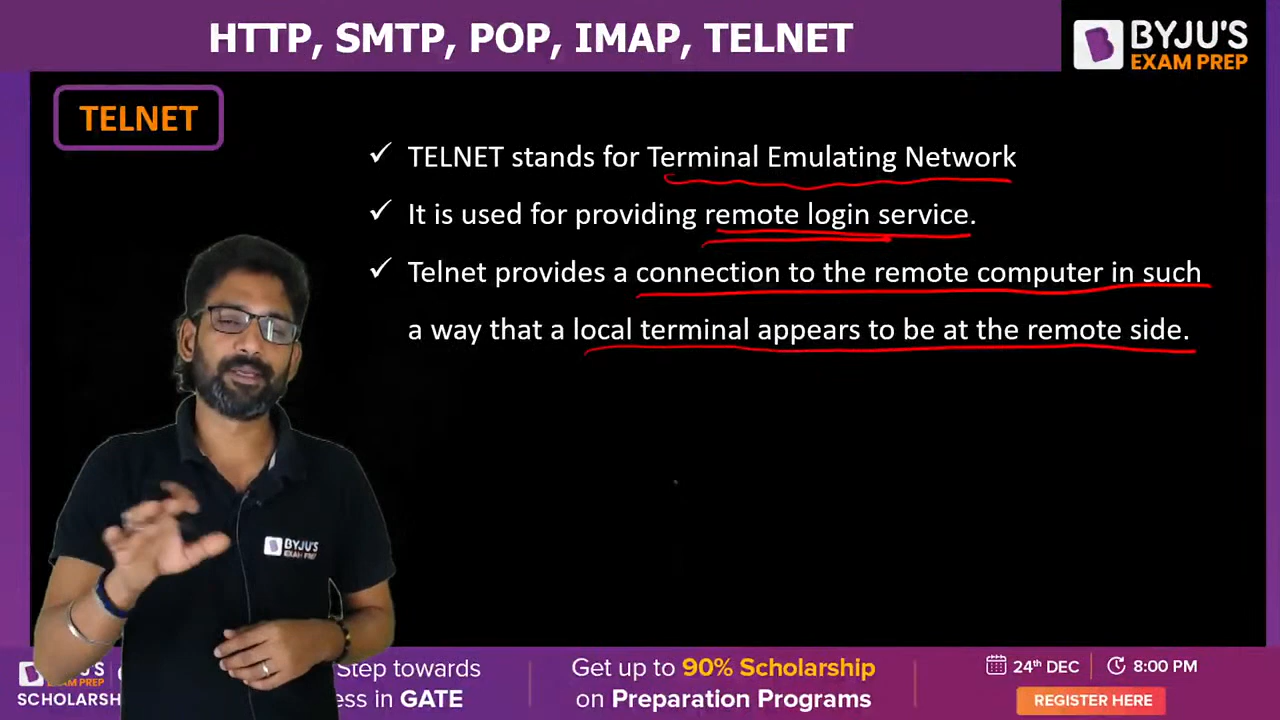 HTTP, SMTP, POP, IMAP, TELNET
BYJU'S
EXAM PREP
TELNET
✓ TELNET stands for Terminal Emulating Network
✓ It is used for providing remote login service.
✓ Telnet provides a connection to the remote computer in such
a way that a local terminal appears to be at the remote side.
BYJU'S
EXAM PREP
BYJU'S
EXAM PREP
SCHOLARSH
Step towards
ess in GATE
Get up to 90% Scholarship
on Preparation Programs
24th DEC
8:00 PM
REGISTER HERE